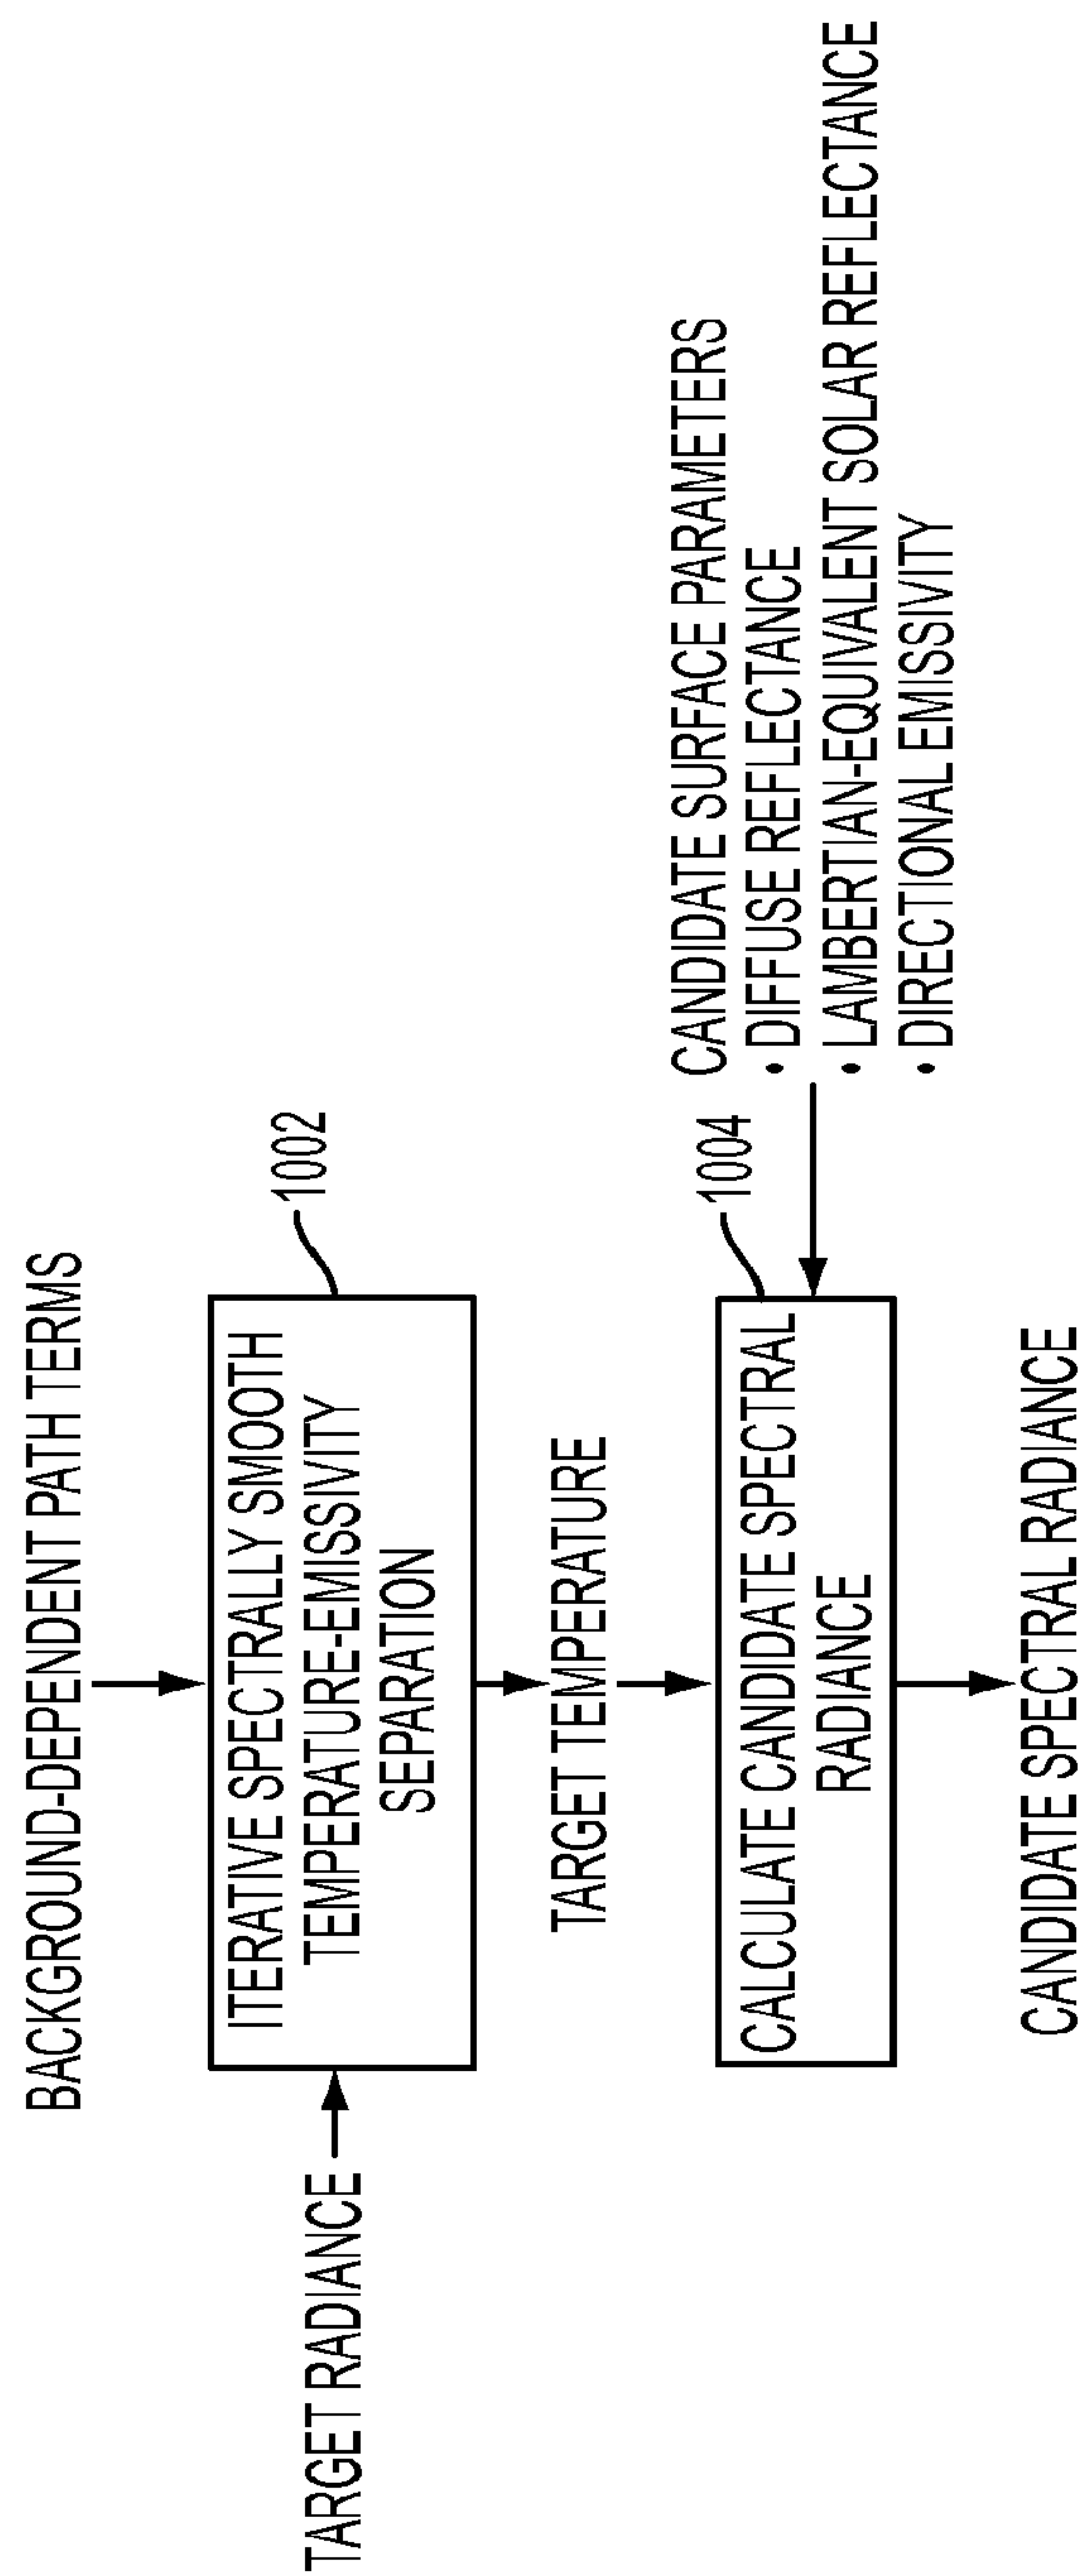 BACKGROUND-DEPENDENT PATH TERMS
1002
ITERATIVE SPECTRALLY SMOOTH
TEMPERATURE-EMISSIVITY
SEPARATION
TARGET RADIANCE
TARGET TEMPERATURE
1004
CALCULATE CANDIDATE SPECTRAL
RADIANCE
CANDIDATE SURFACE PARAMETERS
• DIFFUSE REFLECTANCE
• LAMBERTIAN-EQUIVALENT SOLAR REFLECTANCE
• DIRECTIONAL EMISSIVITY
CANDIDATE SPECTRAL RADIANCE